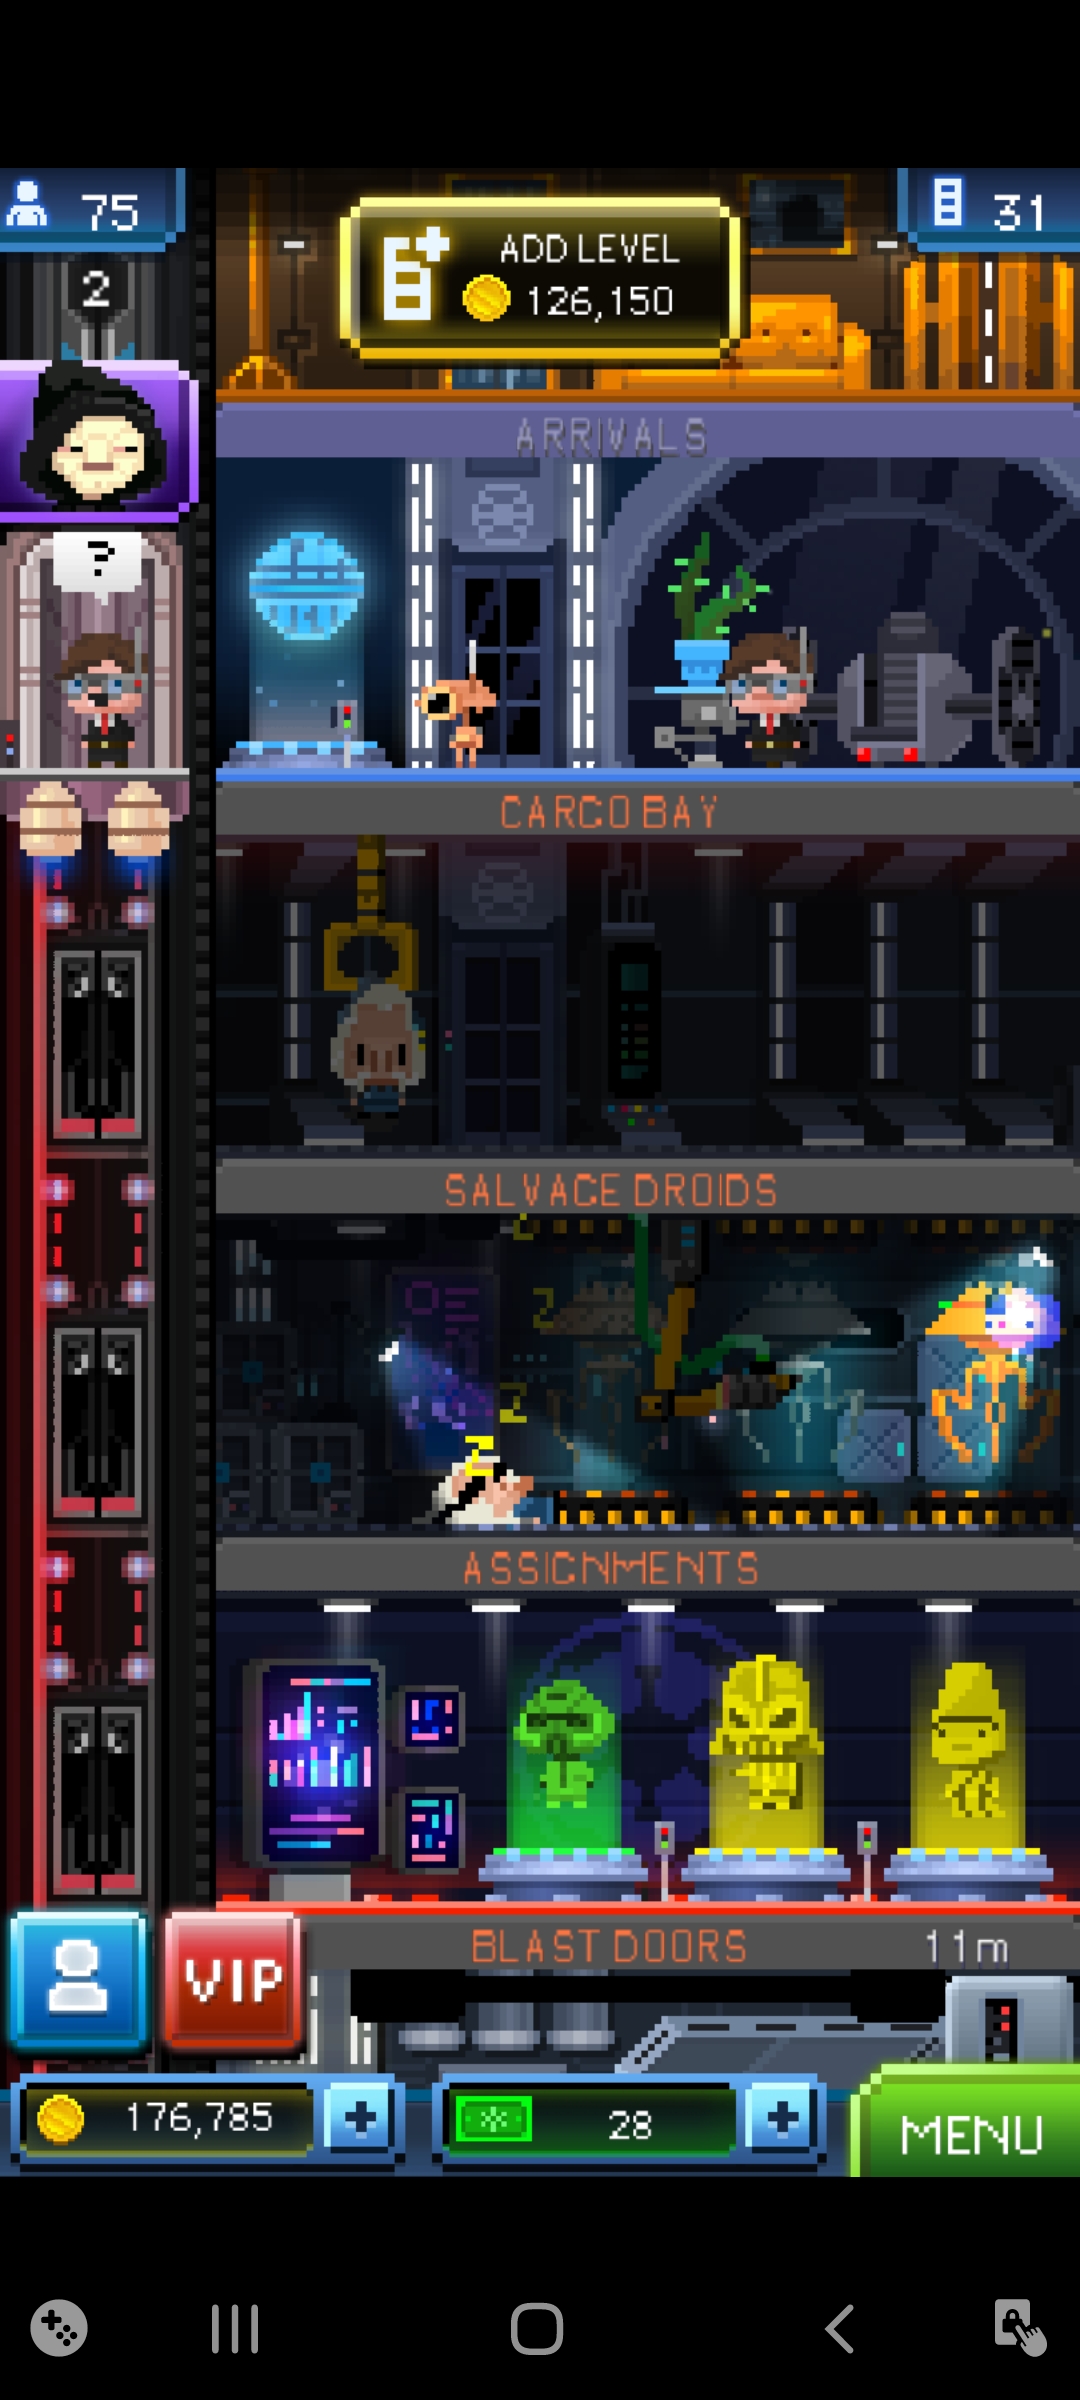 75
31
ADD LEVEL
126,150
2
ARRIVALS
?
CARGO BAY
SALVAGE DROIDS
Z
Z
Z
Z
ASSIGNMENTS
BLAST DOORS
11m
VIP
176,785
28
MENU